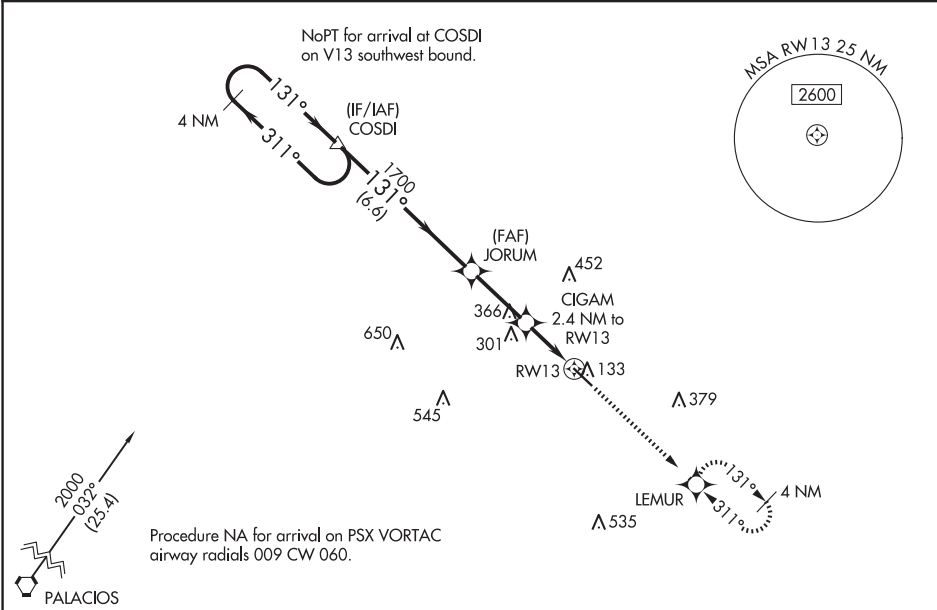 NoPT for arrival at COSDI
on V13 southwest bound.
MSA RW13 25 NM
2600
131°
4 NM
311°
(IF/IAF)
COSDI
1700
131°
(6.6)
(FAF)
JORUM
452
CIGAM
2.4 NM to
RW13
366
301
650
RW13
133
545
379
LEMUR
131°
311°
4 NM
535
2000
032°
(25.4)
Procedure NA for arrival on PSX VORTAC
airway radials 009 CW 060.
PALACIOS